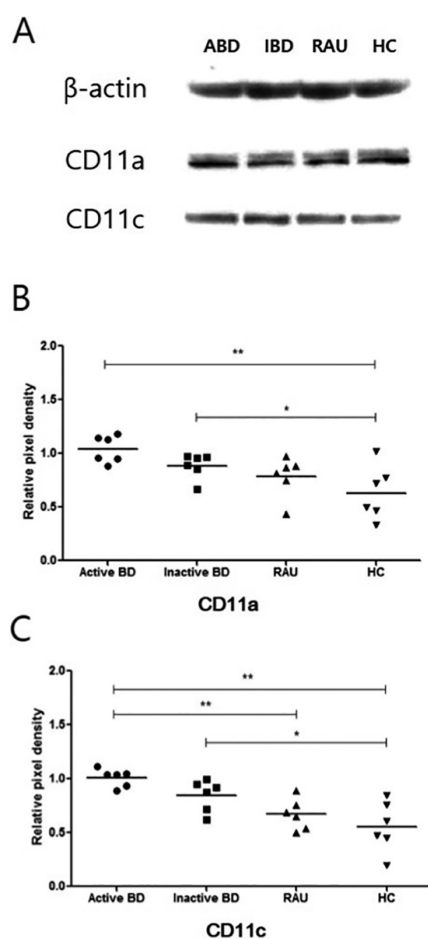 A
ABD IBD RAU HC
β-actin
CD11a
CD11c
B
**
*
2.0
1.5
1.0
0.5
0.0
Relative pixel density
Active BD Inactive BD RAU HC
CD11a
C
**
**
*
2.0
1.5
1.0
0.5
0.0
Relative pixel density
Active BD Inactive BD RAU HC
CD11c